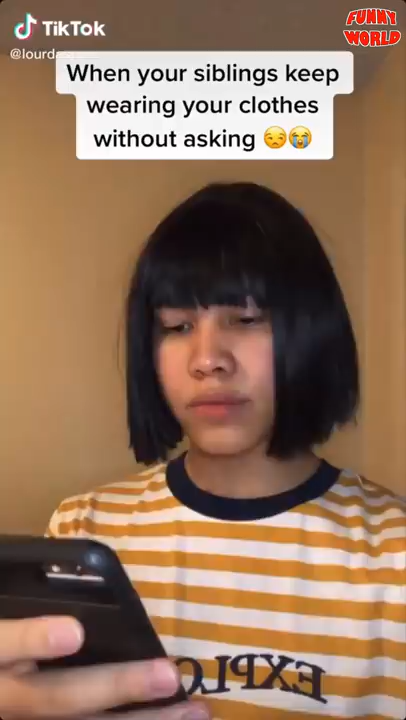 TikTok
FUNNY
WORLD
When your siblings keep
wearing your clothes
without asking 😒😭